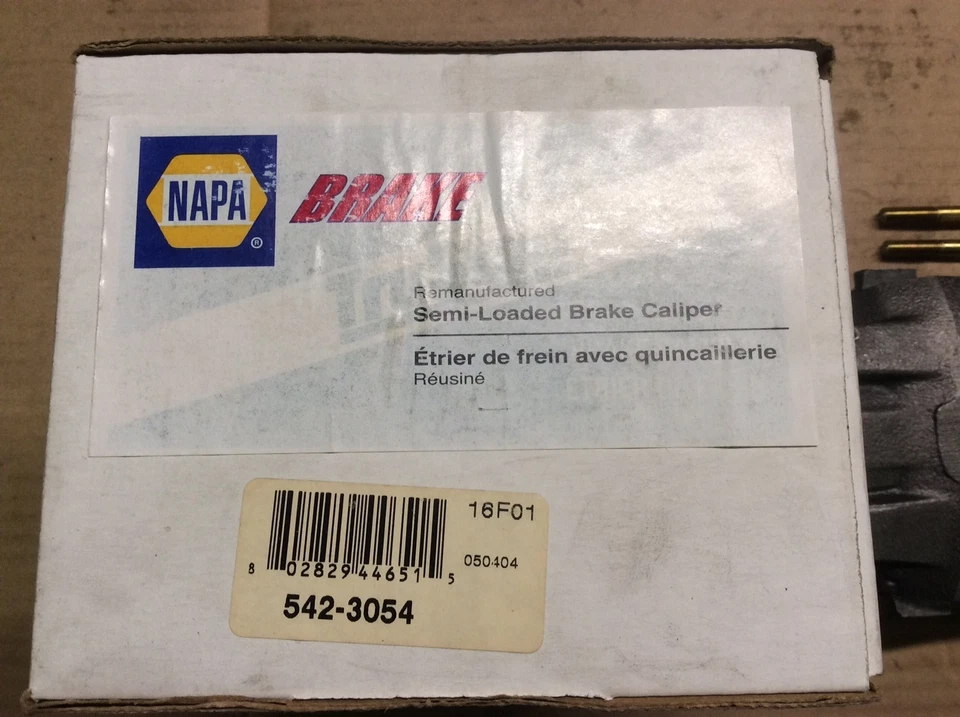 NAPA
®
BRAKE
Remanufactured
Semi-Loaded Brake Caliper
Étrier de frein avec quincaillerie
Réusiné
16F01
050404
8 02829 44651 5
542-3054